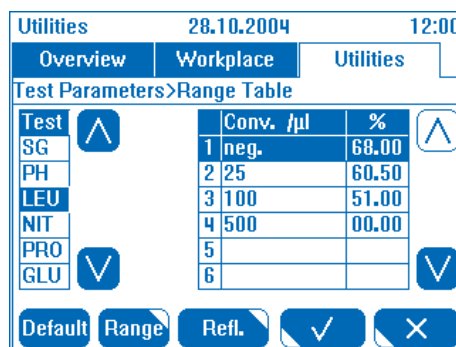 Utilities 28.10.2004 12:00
Overview Workplace Utilities
Test Parameters>Range Table
Test Conv. /µl %
SG 1 neg. 68.00
PH 2 25 60.50
LEU 3 100 51.00
NIT 4 500 00.00
PRO 5
GLU 6
Default Range Refl.